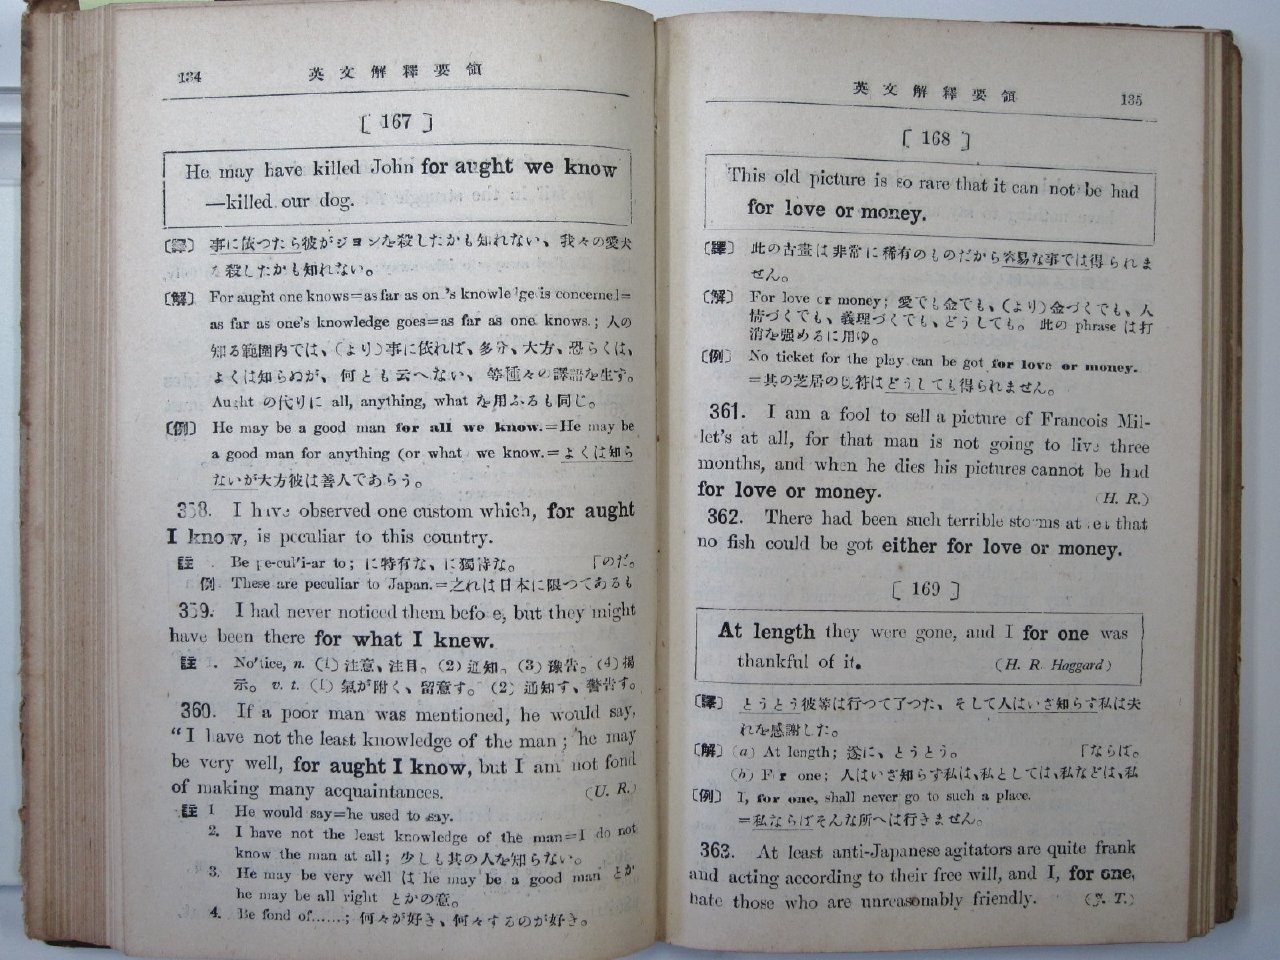 134 英文解釋要領
[ 167 ]
He may have killed John for aught we know
—killed our dog.
〔譯〕 事に依つたら彼がジョンを殺したかも知れない、我々の愛犬
を殺したかも知れない。
〔解〕 For aught one knows=as far as one's knowledge is concerned=
as far as one's knowledge goes=as far as one knows.; 人の
知る範圍内では、(より)事に依れば、多分、大方、恐らくは、
よくは知らぬが、何とも云へない、等種々の譯語を生す。
Aught の代りに all, anything, what を用ふるも同じ。
〔例〕 He may be a good man for all we know.=He may be
a good man for anything (or what we know.=よくは知ら
ないが大方彼は善人であらう。
358. I have observed one custom which, for aught
I know, is peculiar to this country.
註 Be pe-cul'i-ar to; に特有な、に獨特な。 「のだ。
例 These are peculiar to Japan.=之れは日本に限つてあるも
359. I had never noticed them before, but they might
have been there for what I knew.
註 1. No'tice, n. (1) 注意、注目。(2) 通知。(3) 豫告。(4) 揭
示。 v. t. (1) 氣が附く、留意す。(2) 通知す、警告す。
360. If a poor man was mentioned, he would say,
“I have not the least knowledge of the man; he may
be very well, for aught I know, but I am not fond
of making many acquaintances. (U. R.)
註 1 He would say=he used to say.
2. I have not the least knowledge of the man=I do not
know the man at all; 少しも其の人を知らない。
3. He may be very well は he may be a good man とか
he may be all right とかの意。
4. Be fond of......; 何々が好き、何々するのが好き。
英文解釋要領 135
[ 168 ]
This old picture is so rare that it can not be had
for love or money.
〔譯〕 此の古畫は非常に稀有のものだから容易な事では得られま
せん。
〔解〕 For love or money; 愛でも金でも、(より)金づくでも、人
情づくでも、義理づくでも、どうしても。 此の phrase は打
消を強めるに用ゆ。
〔例〕 No ticket for the play can be got for love or money.
=其の芝居の符はどうしても得られません。
361. I am a fool to sell a picture of Francois Mil-
let's at all, for that man is not going to live three
months, and when he dies his pictures cannot be had
for love or money. (H. R.)
362. There had been such terrible storms at sea that
no fish could be got either for love or money.
[ 169 ]
At length they were gone, and I for one was
thankful of it. (H. R. Haggard)
〔譯〕 とうとう彼等は行つて了つた、そして人はいざ知らす私は夫
れを感謝した。
〔解〕 (a) At length; 遂に、とうとう。 「ならば。
(b) For one; 人はいざ知らす私は、私としては、私などは、私
〔例〕 I, for one, shall never go to such a place.
=私ならばそんな所へは行きません。
363. At least anti-Japanese agitators are quite frank
and acting according to their free will, and I, for one,
hate those who are unreasonably friendly. (J. T.)